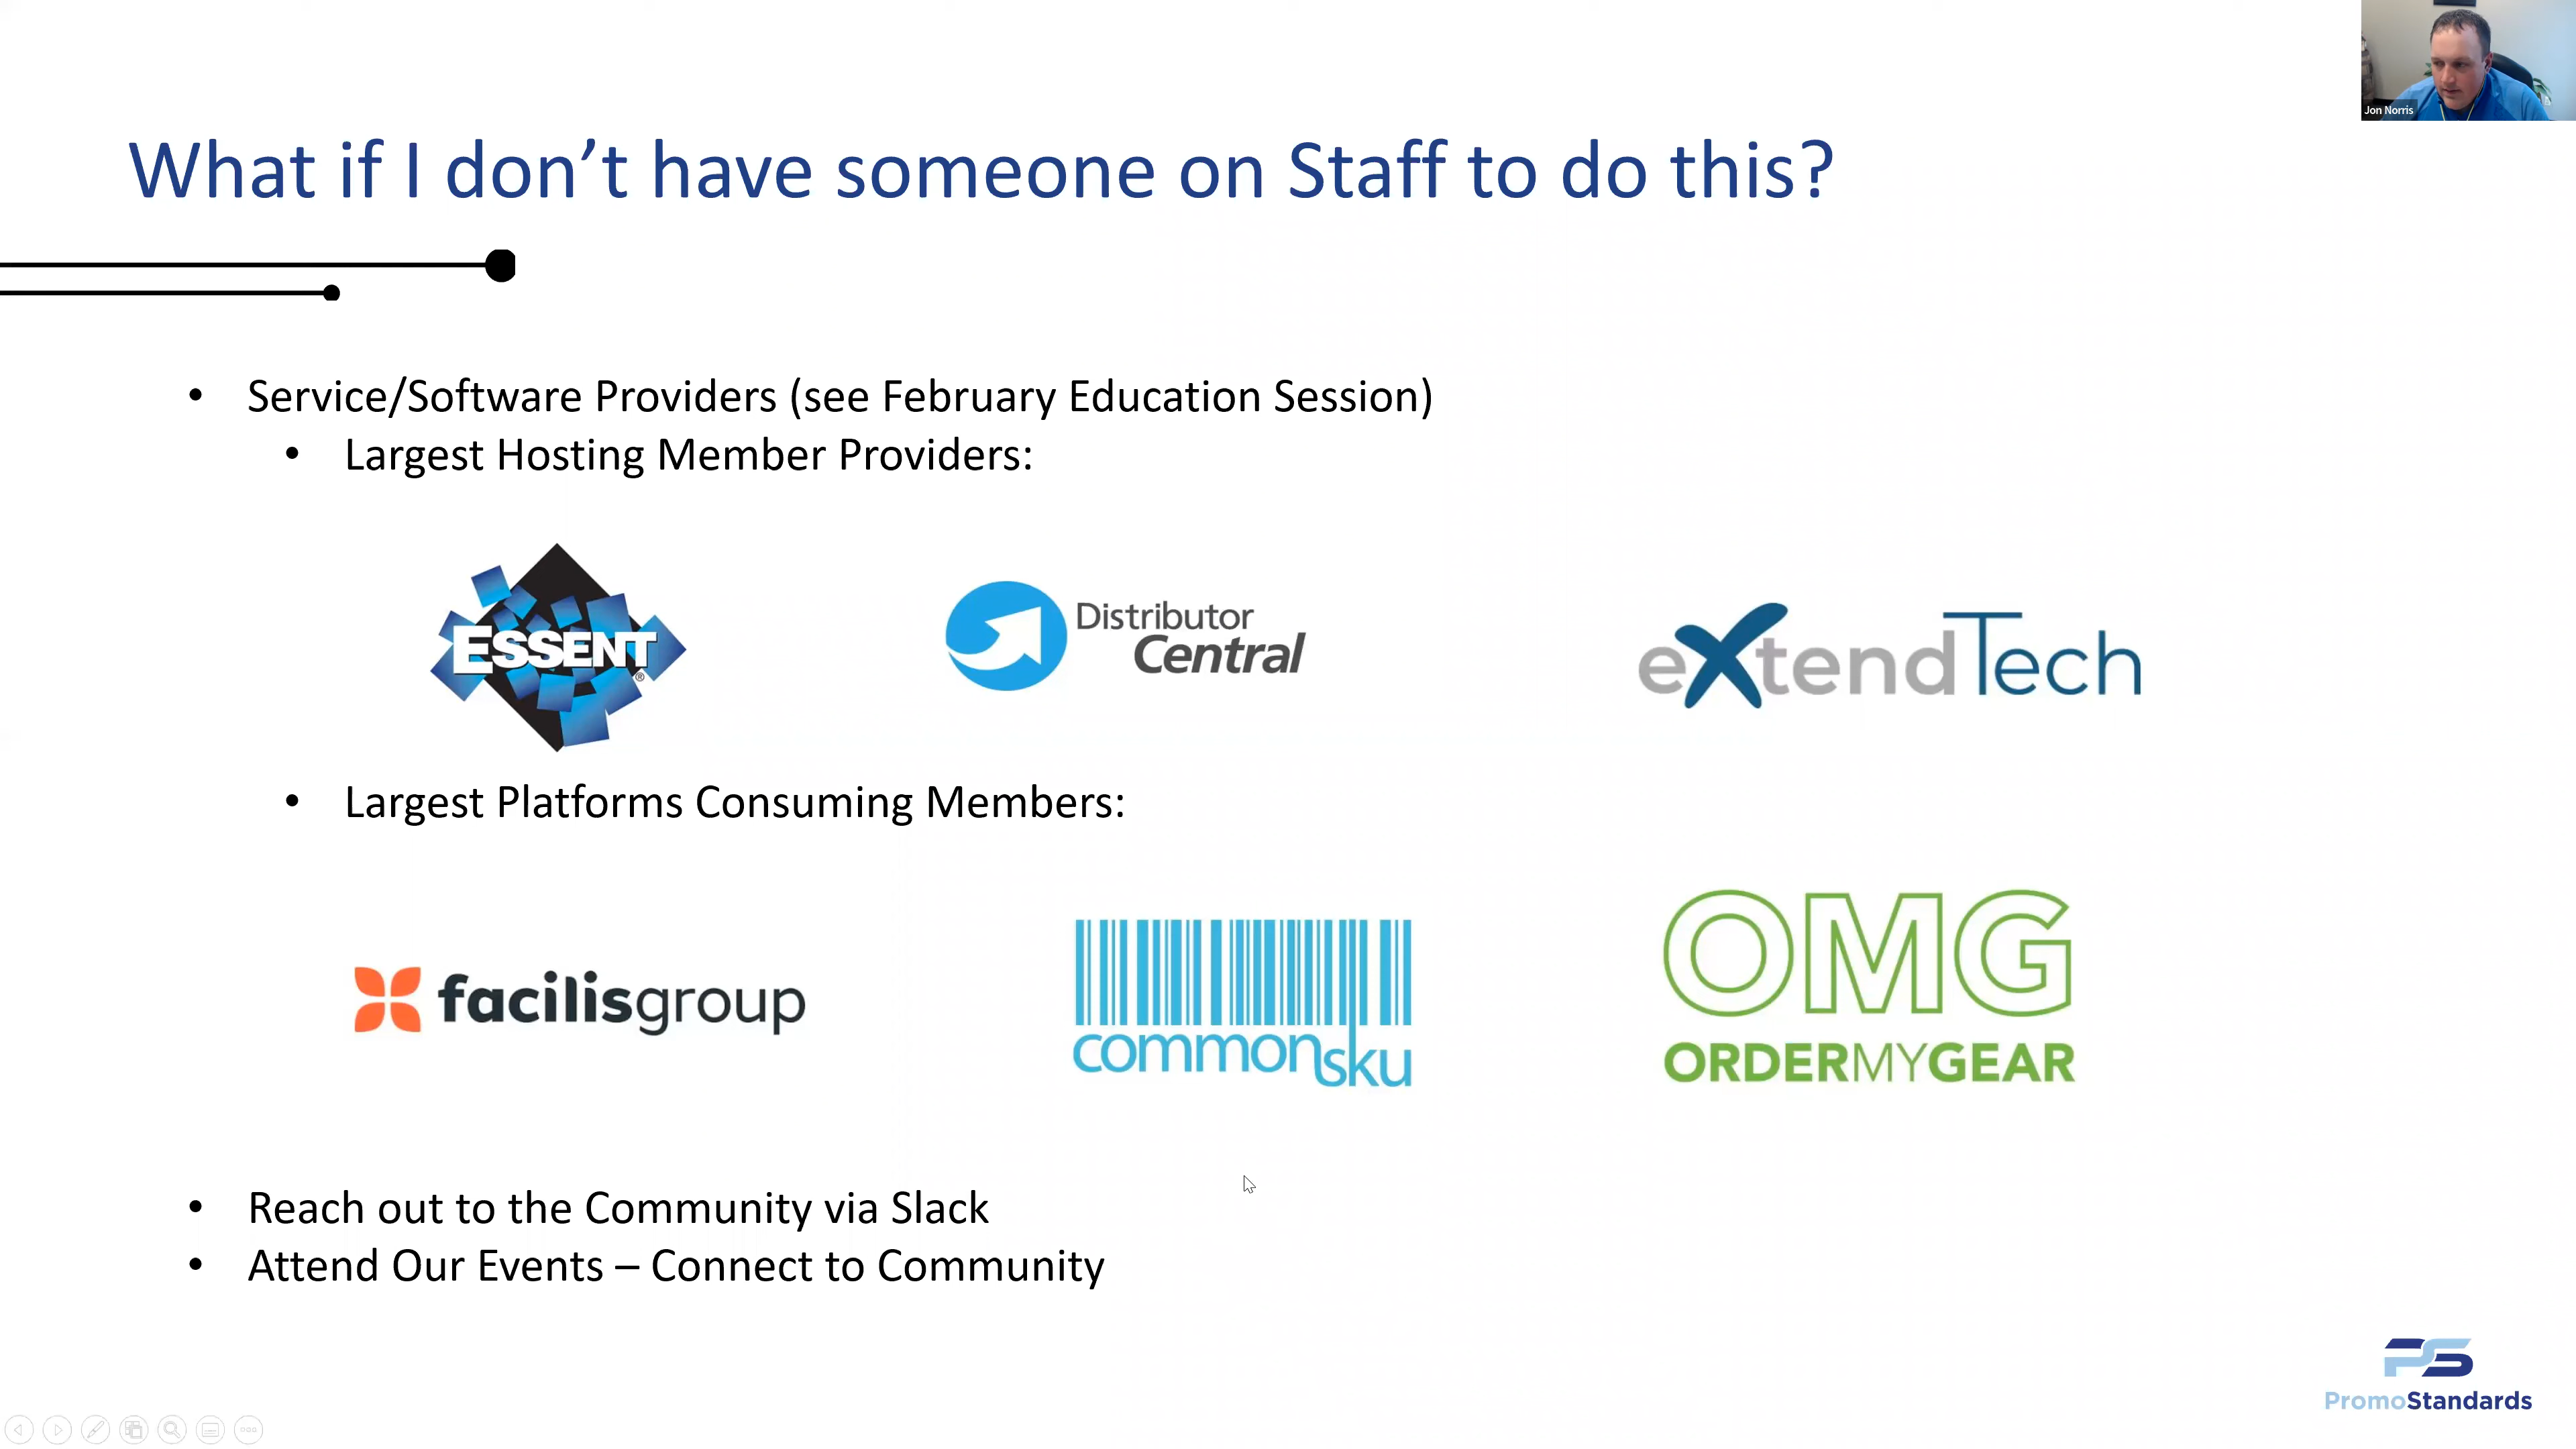 Jon Norris
What if I don’t have someone on Staff to do this?
• Service/Software Providers (see February Education Session)
• Largest Hosting Member Providers:
ESSENT®
Distributor
Central
eXtendTech
• Largest Platforms Consuming Members:
facilisgroup
commonsku
OMG
ORDERMYGEAR
• Reach out to the Community via Slack
• Attend Our Events – Connect to Community
PS
PromoStandards